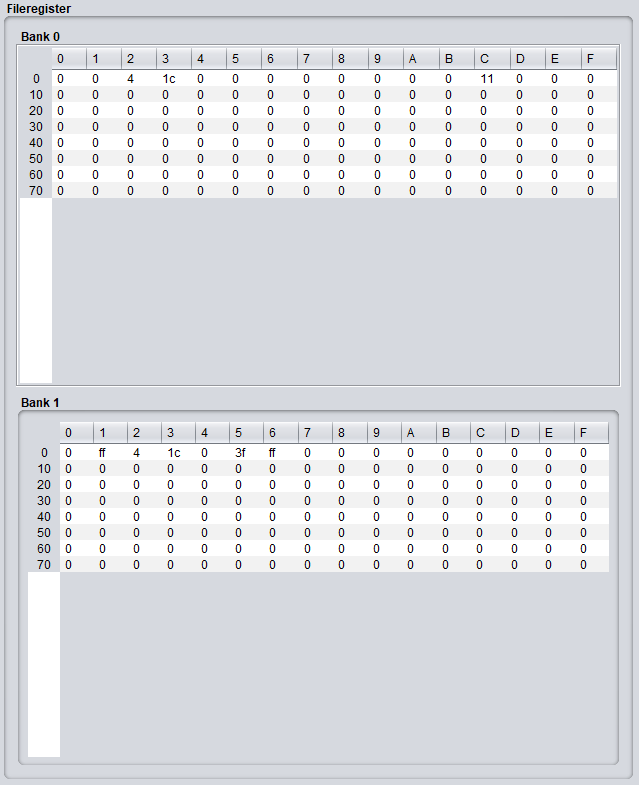 Fileregister
Bank 0
0 1 2 3 4 5 6 7 8 9 A B C D E F
0 0 0 4 1c 0 0 0 0 0 0 0 0 11 0 0 0
10 0 0 0 0 0 0 0 0 0 0 0 0 0 0 0 0
20 0 0 0 0 0 0 0 0 0 0 0 0 0 0 0 0
30 0 0 0 0 0 0 0 0 0 0 0 0 0 0 0 0
40 0 0 0 0 0 0 0 0 0 0 0 0 0 0 0 0
50 0 0 0 0 0 0 0 0 0 0 0 0 0 0 0 0
60 0 0 0 0 0 0 0 0 0 0 0 0 0 0 0 0
70 0 0 0 0 0 0 0 0 0 0 0 0 0 0 0 0
Bank 1
0 1 2 3 4 5 6 7 8 9 A B C D E F
0 0 ff 4 1c 0 3f ff 0 0 0 0 0 0 0 0 0
10 0 0 0 0 0 0 0 0 0 0 0 0 0 0 0 0
20 0 0 0 0 0 0 0 0 0 0 0 0 0 0 0 0
30 0 0 0 0 0 0 0 0 0 0 0 0 0 0 0 0
40 0 0 0 0 0 0 0 0 0 0 0 0 0 0 0 0
50 0 0 0 0 0 0 0 0 0 0 0 0 0 0 0 0
60 0 0 0 0 0 0 0 0 0 0 0 0 0 0 0 0
70 0 0 0 0 0 0 0 0 0 0 0 0 0 0 0 0